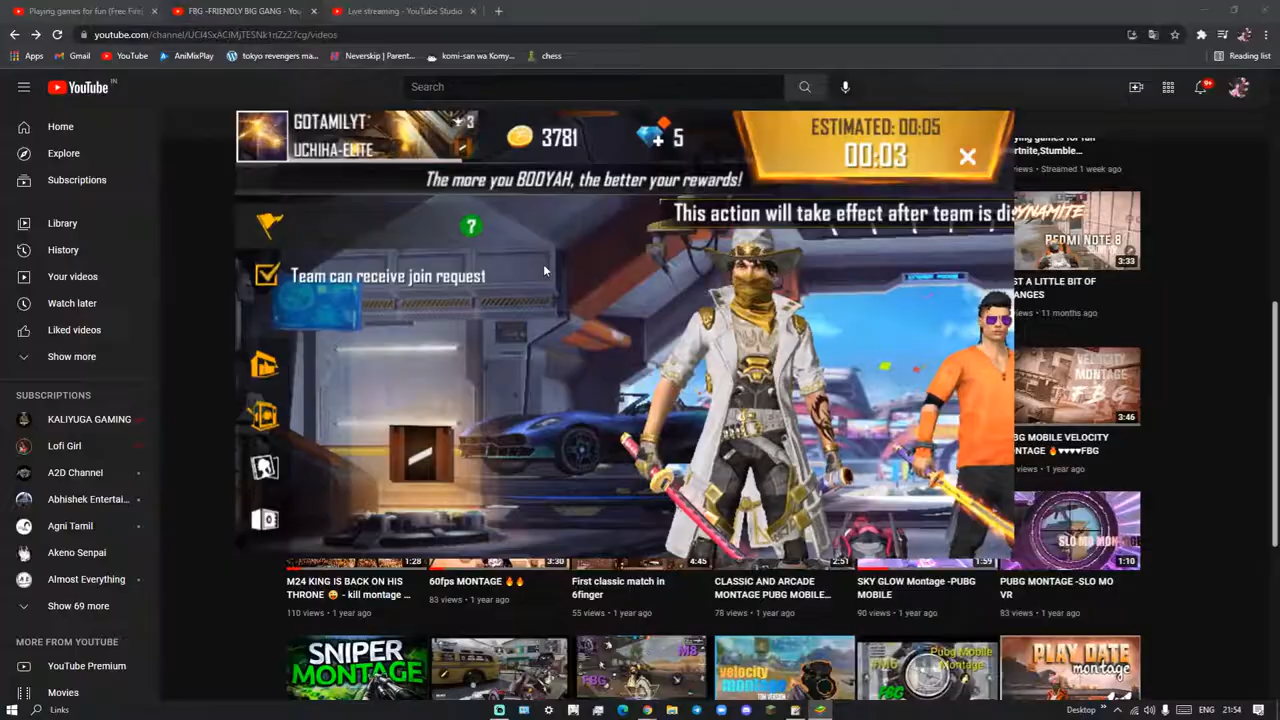 Playing games for fun (Free Fire
FBG -FRIENDLY BIG GANG - You
Live streaming - YouTube Studio
youtube.com/channel/UCI4SxACiMjTESNk1nZz27cg/videos
Apps
Gmail
YouTube
AniMixPlay
tokyo revengers ma...
Neverskip | Parent...
komi-san wa Komy...
chess
Reading list
YouTube IN
Search
9+
Home
Explore
Subscriptions
Library
History
Your videos
Watch later
Liked videos
Show more
SUBSCRIPTIONS
KALIYUGA GAMING
Lofi Girl
A2D Channel
Abhishek Entertai...
Agni Tamil
Akeno Senpai
Almost Everything
Show 69 more
MORE FROM YOUTUBE
YouTube Premium
Movies
GOTAMILYT
UCHIHA-ELITE
3
3781
5
ESTIMATED: 00:05
00:03
The more you BOOYAH, the better your rewards!
This action will take effect after team is dis
?
Team can receive join request
ying games for fun
rtnite,Stumble...
iews • Streamed 1 week ago
DYNAMITE
REDMI NOTE 8
3:33
ST A LITTLE BIT OF
ANGES
iews • 11 months ago
VELOCITY
MONTAGE
F B G
3:46
BG MOBILE VELOCITY
ONTAGE 🔥♥♥♥♥FBG
iews • 1 year ago
SLO MO MON
1:10
1:28
3:30
4:45
2:51
1:59
M24 KING IS BACK ON HIS
THRONE 😜 - kill montage ...
110 views • 1 year ago
60fps MONTAGE 🔥🔥
83 views • 1 year ago
First classic match in
6finger
55 views • 1 year ago
CLASSIC AND ARCADE
MONTAGE PUBG MOBILE...
78 views • 1 year ago
SKY GLOW Montage -PUBG
MOBILE
90 views • 1 year ago
PUBG MONTAGE -SLO MO
VR
83 views • 1 year ago
SNIPER
MONTAGE
M8
FBG
velocity
montage
Pubg Mobile
Montage
FBG
PLAY DATE
montage
Links
Desktop
ENG
21:54